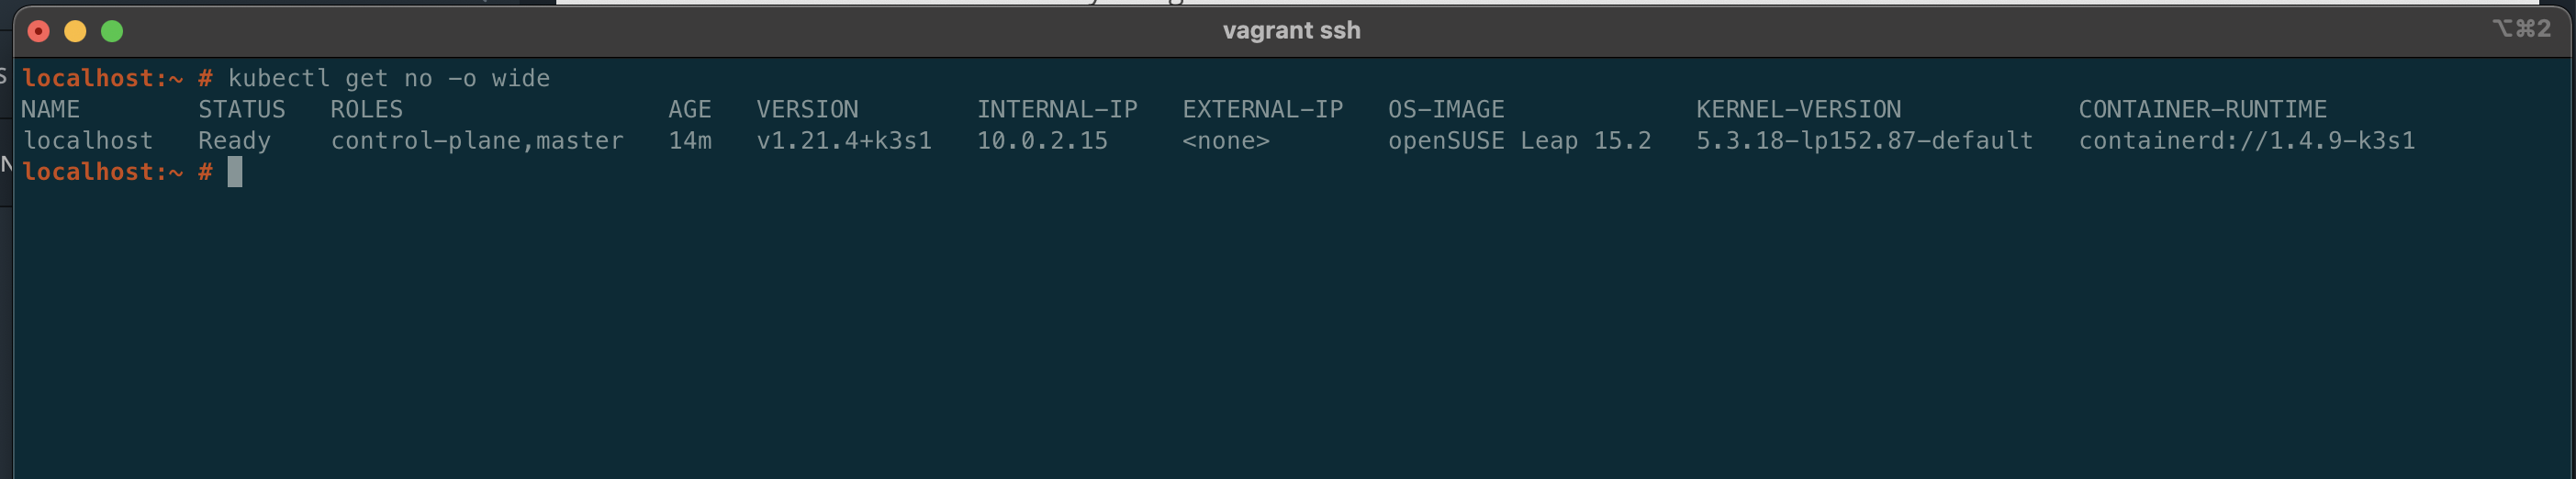 vagrant ssh ⌥⌘2
localhost:~ # kubectl get no -o wide
NAME STATUS ROLES AGE VERSION INTERNAL-IP EXTERNAL-IP OS-IMAGE KERNEL-VERSION CONTAINER-RUNTIME
localhost Ready control-plane,master 14m v1.21.4+k3s1 10.0.2.15 <none> openSUSE Leap 15.2 5.3.18-lp152.87-default containerd://1.4.9-k3s1
localhost:~ #